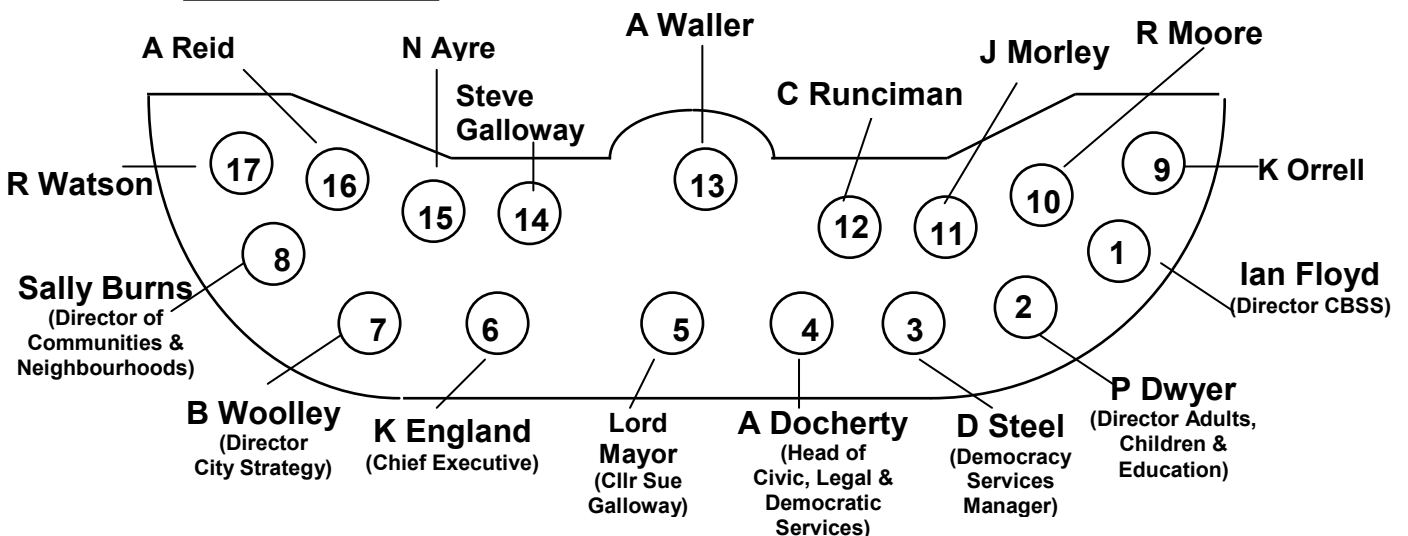 A Waller
R Moore
A Reid
N Ayre
J Morley
Steve
Galloway
C Runciman
17
16
15
14
13
12
11
10
9
R Watson
K Orrell
8
1
Sally Burns
(Director of
Communities &
Neighbourhoods)
Ian Floyd
(Director CBSS)
7
6
5
4
3
2
B Woolley
(Director
City Strategy)
K England
(Chief Executive)
Lord
Mayor
(Cllr Sue
Galloway)
A Docherty
(Head of
Civic, Legal &
Democratic
Services)
D Steel
(Democracy
Services
Manager)
P Dwyer
(Director Adults,
Children &
Education)